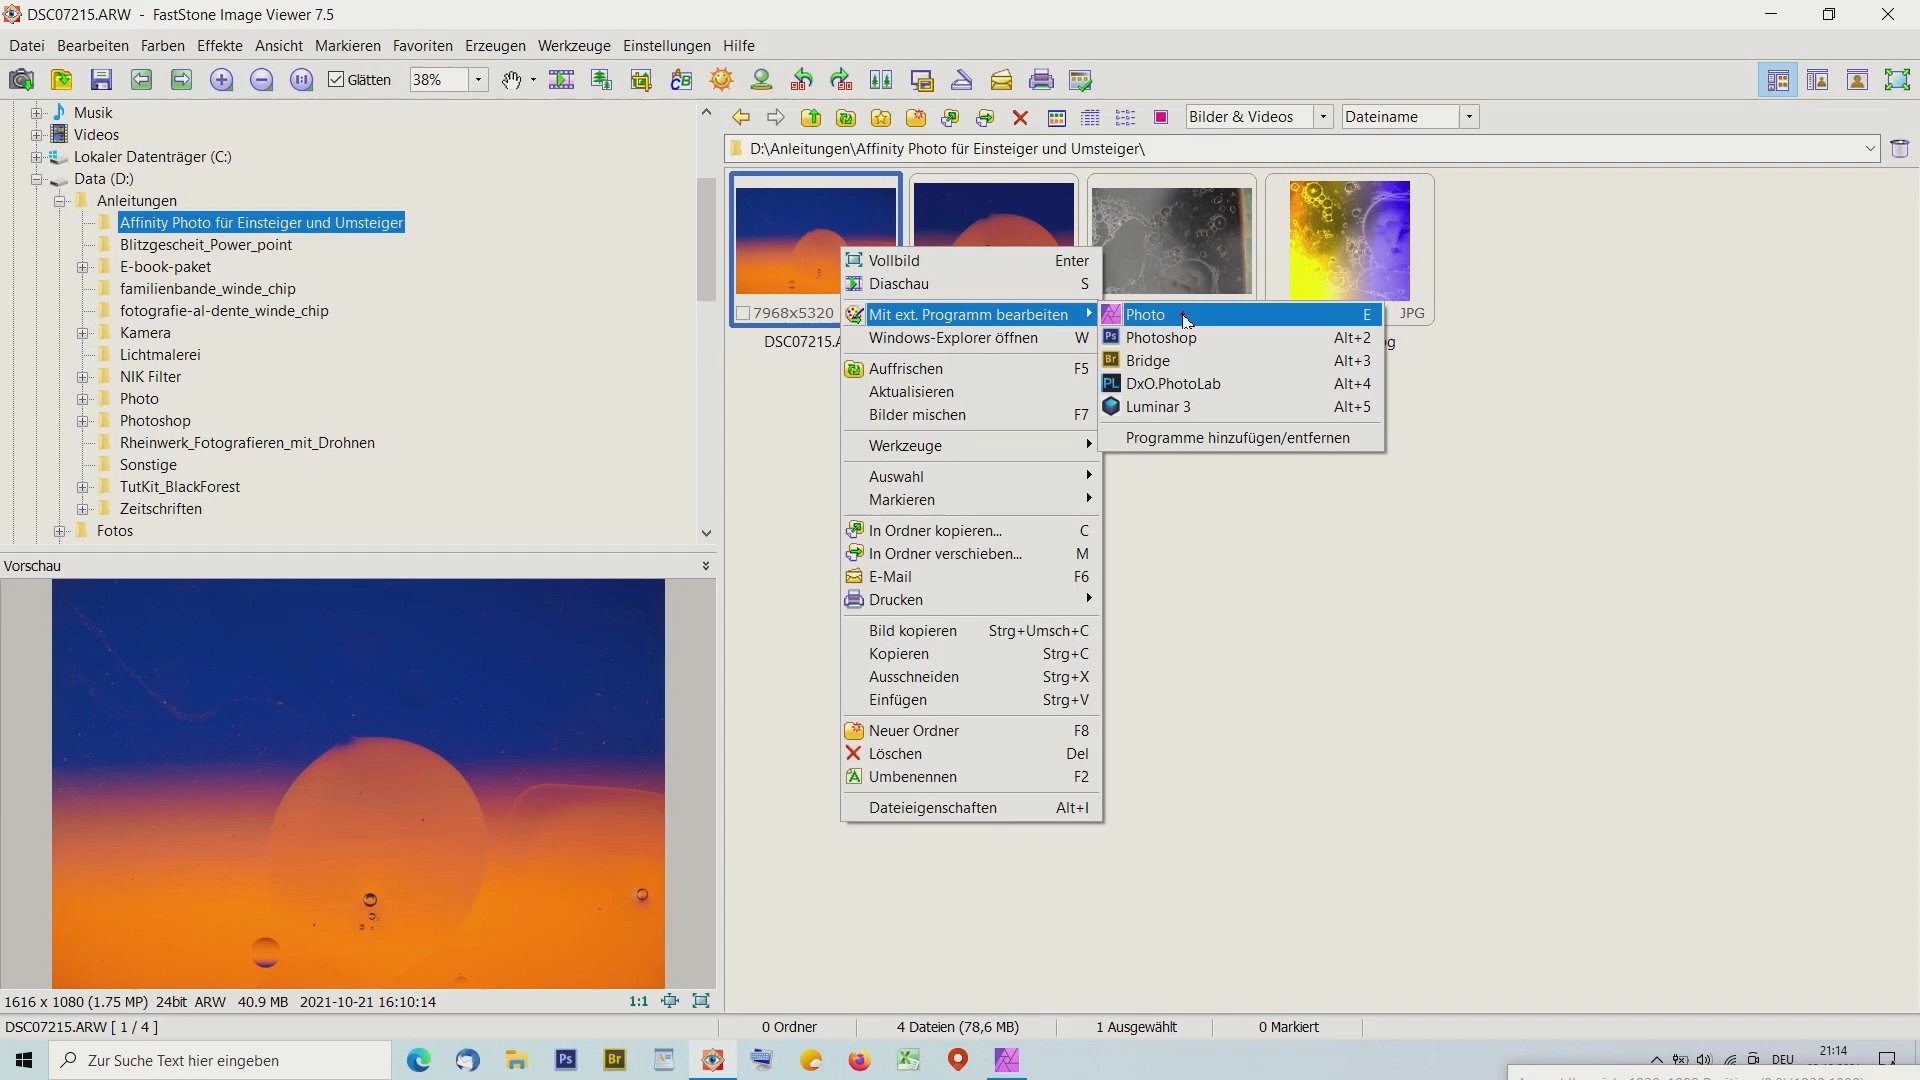 DSC07215.ARW - FastStone Image Viewer 7.5
Datei Bearbeiten Farben Effekte Ansicht Markieren Favoriten Erzeugen Werkzeuge Einstellungen Hilfe
1:1 Glätten 38%
Bilder & Videos Dateiname
D:\Anleitungen\Affinity Photo für Einsteiger und Umsteiger\
Musik
Videos
Lokaler Datenträger (C:)
Data (D:)
Anleitungen
Affinity Photo für Einsteiger und Umsteiger
Blitzgescheit_Power_point
E-book-paket
familienbande_winde_chip
fotografie-al-dente_winde_chip
Kamera
Lichtmalerei
NIK Filter
Photo
Photoshop
Rheinwerk_Fotografieren_mit_Drohnen
Sonstige
TutKit_BlackForest
Zeitschriften
Fotos
7968x5320
JPG
DSC07215.A
Vollbild Enter
Diaschau S
Mit ext. Programm bearbeiten
Windows-Explorer öffnen W
Auffrischen F5
Aktualisieren
Bilder mischen F7
Werkzeuge
Auswahl
Markieren
In Ordner kopieren... C
In Ordner verschieben... M
E-Mail F6
Drucken
Bild kopieren Strg+Umsch+C
Kopieren Strg+C
Ausschneiden Strg+X
Einfügen Strg+V
Neuer Ordner F8
Löschen Del
Umbenennen F2
Dateieigenschaften Alt+I
Photo E
Ps Photoshop Alt+2
Br Bridge Alt+3
PL DxO.PhotoLab Alt+4
Luminar 3 Alt+5
Programme hinzufügen/entfernen
Vorschau
1616 x 1080 (1.75 MP) 24bit ARW 40.9 MB 2021-10-21 16:10:14 1:1
DSC07215.ARW [ 1 / 4 ] 0 Ordner 4 Dateien (78,6 MB) 1 Ausgewählt 0 Markiert
Zur Suche Text hier eingeben Ps Br DEU 21:14